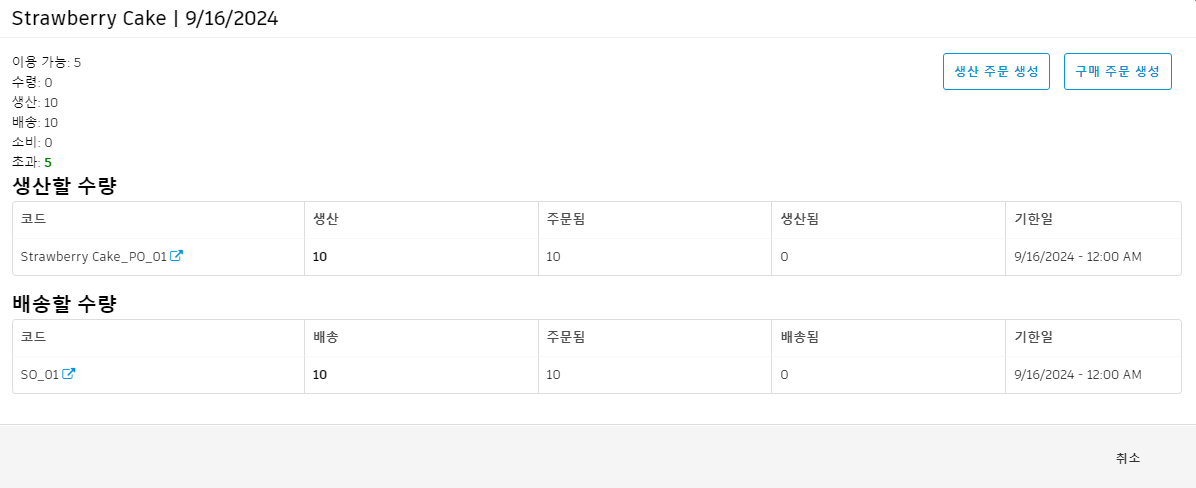 Strawberry Cake | 9/16/2024
이용 가능: 5
생산 주문 생성
구매 주문 생성
수령: 0
생산: 10
배송: 10
소비: 0
초과: 5
생산할 수량
코드 생산 주문됨 생산됨 기한일
Strawberry Cake_PO_01 10 10 0 9/16/2024 - 12:00 AM
배송할 수량
코드 배송 주문됨 배송됨 기한일
SO_01 10 10 0 9/16/2024 - 12:00 AM
취소